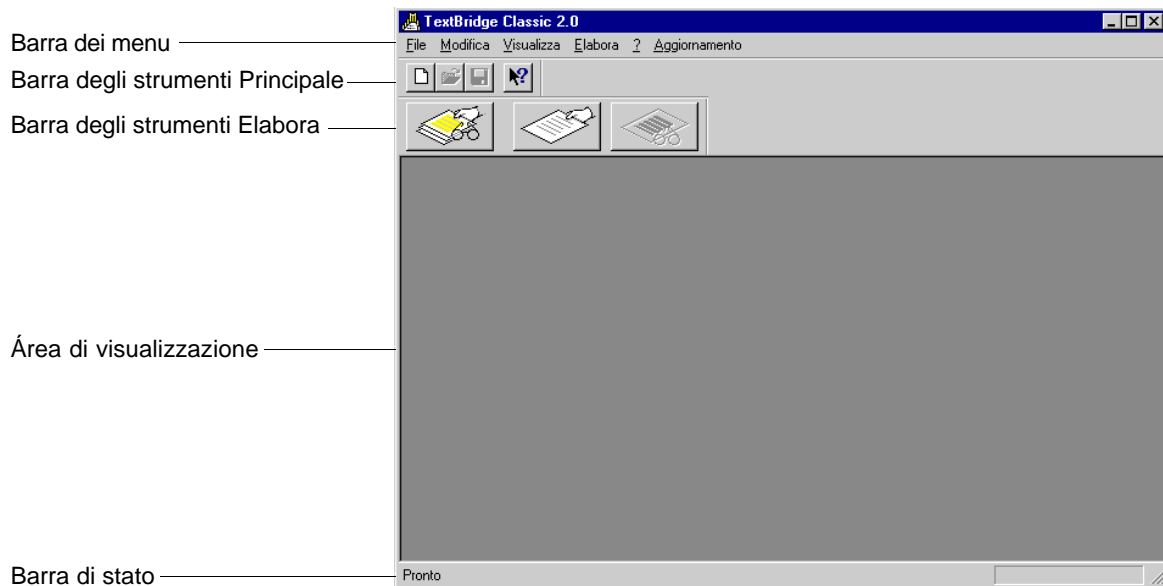 TextBridge Classic 2.0
Barra dei menu
File Modifica Visualizza Elabora ? Aggiornamento
Barra degli strumenti Principale
Barra degli strumenti Elabora
Área di visualizzazione
Barra di stato
Pronto